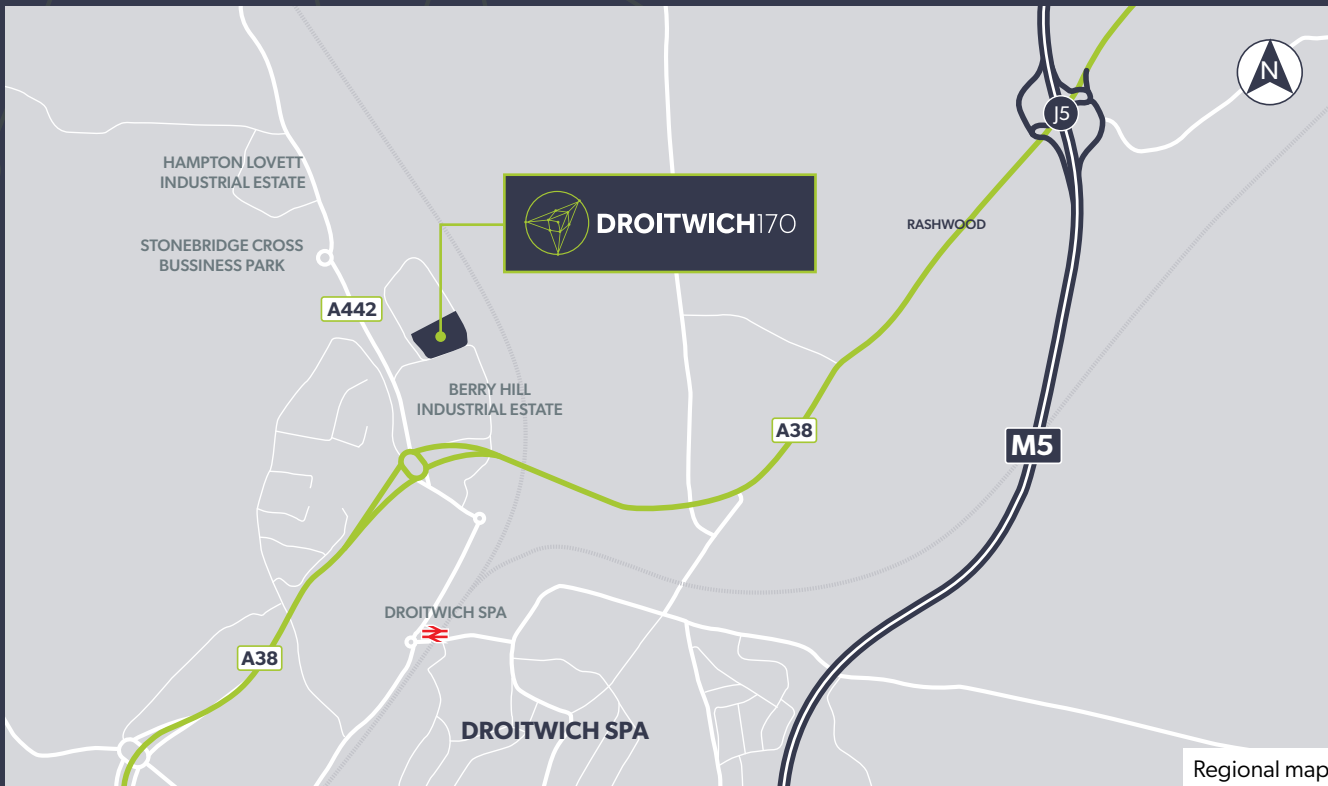 J5
N
HAMPTON LOVETT
INDUSTRIAL ESTATE
DROITWICH170
RASHWOOD
STONEBRIDGE CROSS
BUSSINESS PARK
A442
BERRY HILL
INDUSTRIAL ESTATE
A38
M5
DROITWICH SPA
A38
DROITWICH SPA
Regional map